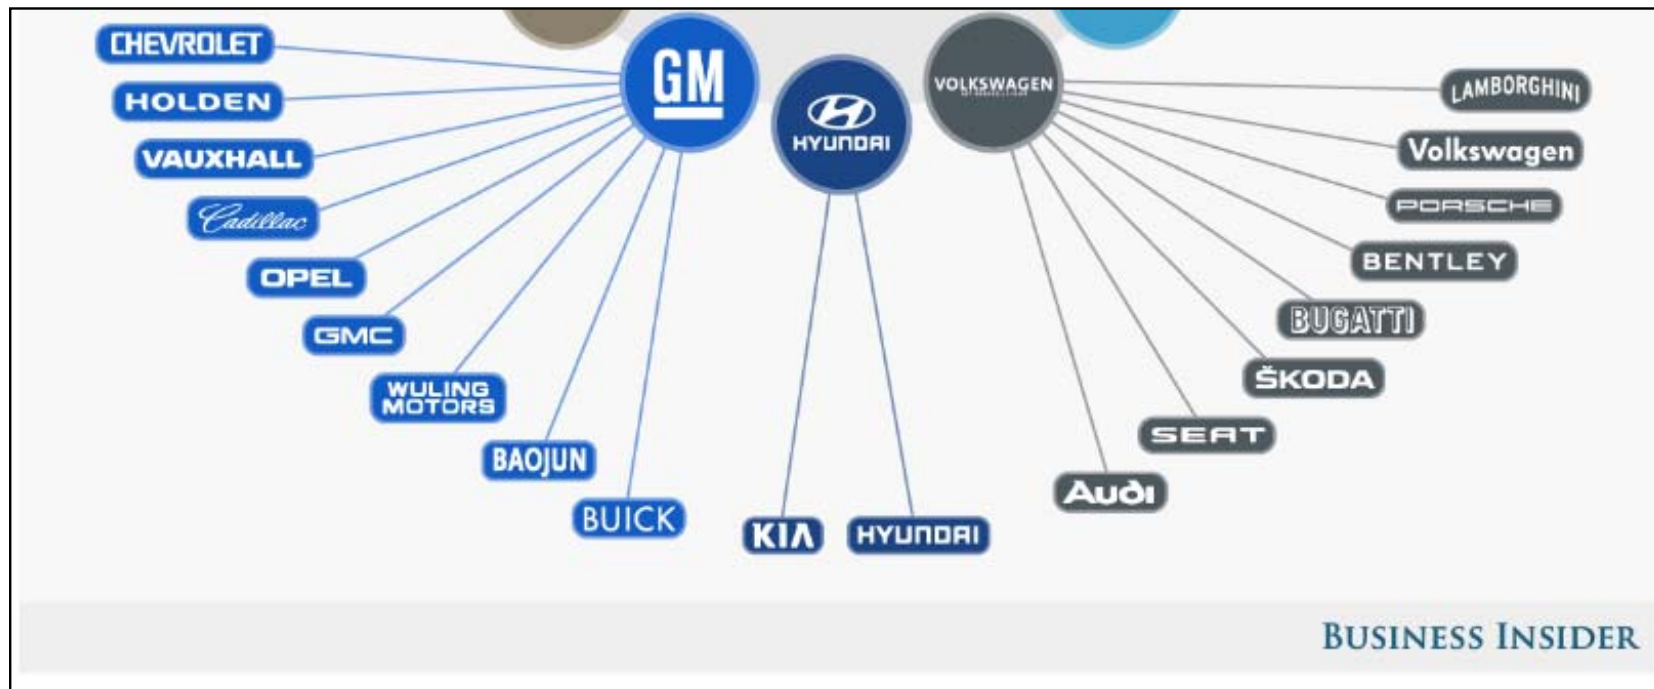 CHEVROLET
HOLDEN
VAUXHALL
Cadillac
OPEL
GMC
WULING
MOTORS
BAOJUN
BUICK
GM
HYUNDAI
KIA
HYUNDAI
VOLKSWAGEN
LAMBORGHINI
Volkswagen
PORSCHE
BENTLEY
BUGATTI
ŠKODA
SEAT
Audi
BUSINESS INSIDER